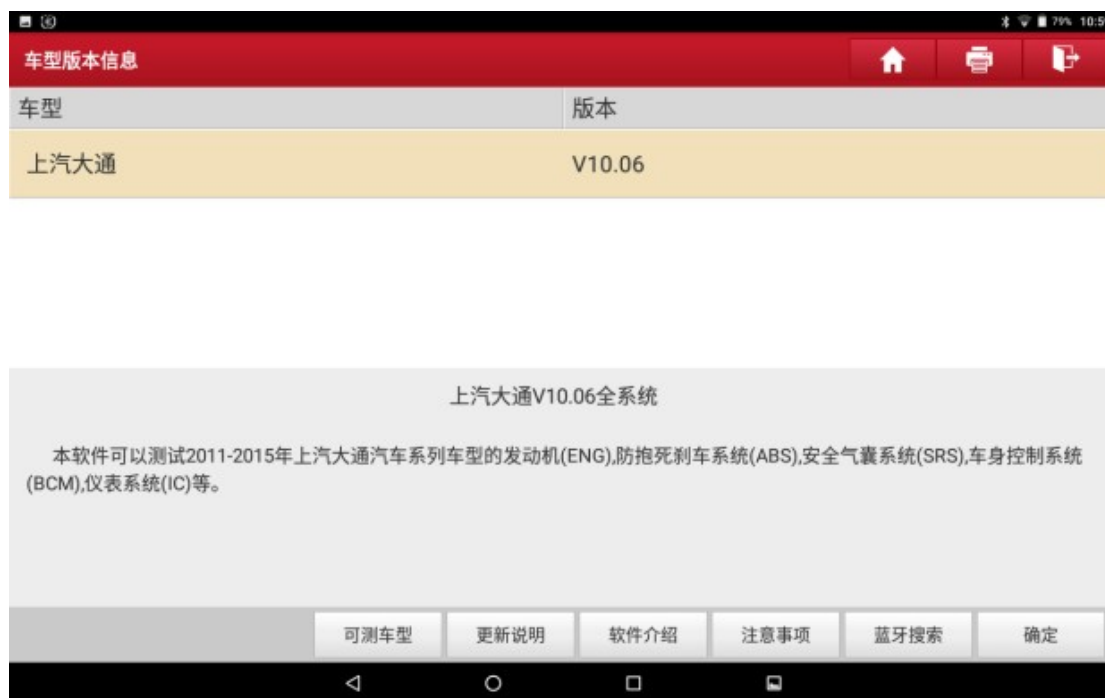 79% 10:5
车型版本信息
车型 版本
上汽大通 V10.06
上汽大通V10.06全系统
本软件可以测试2011-2015年上汽大通汽车系列车型的发动机(ENG),防抱死刹车系统(ABS),安全气囊系统(SRS),车身控制系统
(BCM),仪表系统(IC)等。
可测车型 更新说明 软件介绍 注意事项 蓝牙搜索 确定